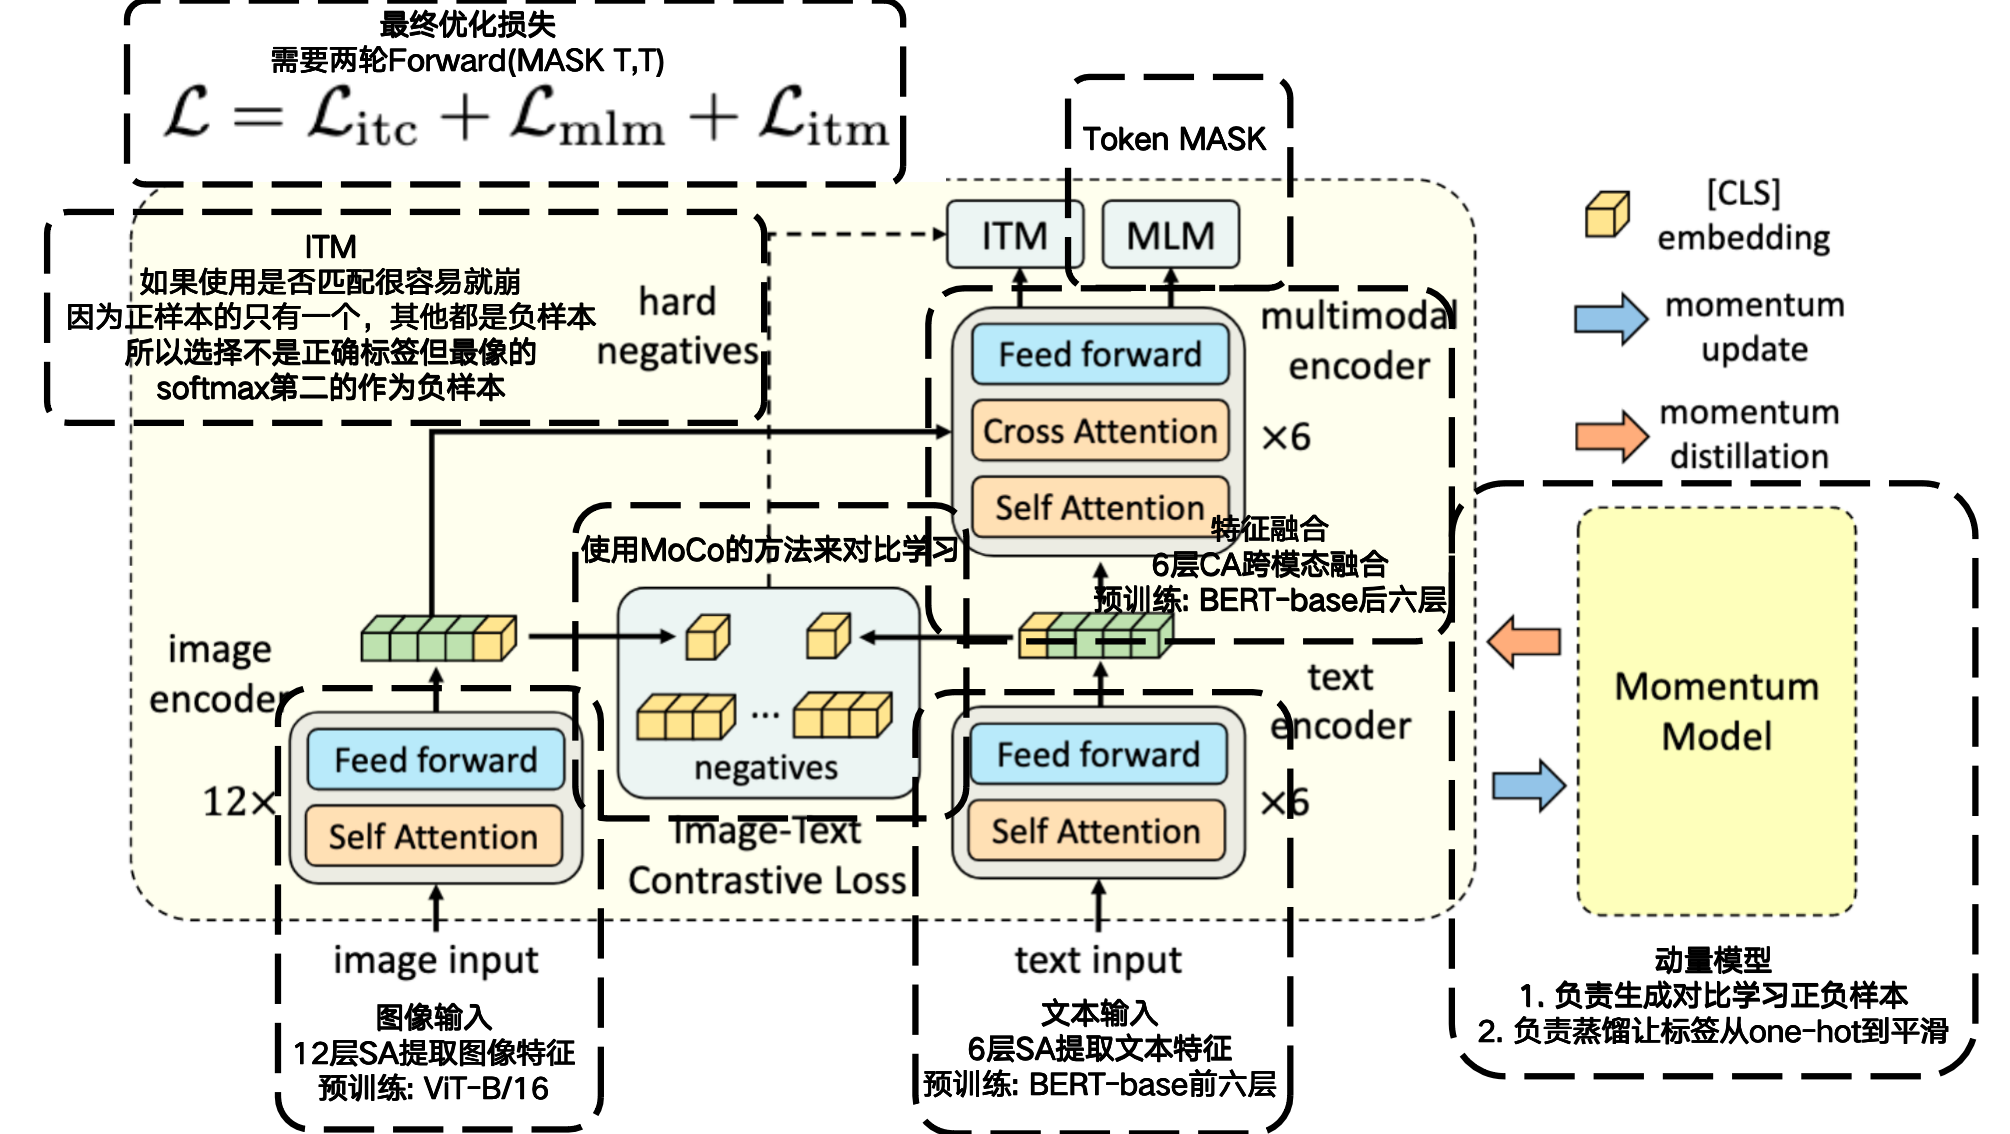 最终优化损失
需要两轮Forward(MASK T,T)
ℒ = ℒitc + ℒmlm + ℒitm
Token MASK
ITM
MLM
[CLS]
embedding
momentum
update
momentum
distillation
ITM
如果使用是否匹配很容易就崩
因为正样本的只有一个，其他都是负样本
所以选择不是正确标签但最像的
softmax第二的作为负样本
hard
negatives
multimodal
encoder
Feed forward
Cross Attention
×6
Self Attention
特征融合
6层CA跨模态融合
预训练: BERT-base后六层
使用MoCo的方法来对比学习
...
negatives
Image-Text
Contrastive Loss
image
encoder
Feed forward
12×
Self Attention
image input
图像输入
12层SA提取图像特征
预训练: ViT-B/16
text
encoder
Feed forward
×6
Self Attention
text input
文本输入
6层SA提取文本特征
预训练: BERT-base前六层
Momentum
Model
动量模型
1. 负责生成对比学习正负样本
2. 负责蒸馏让标签从one-hot到平滑